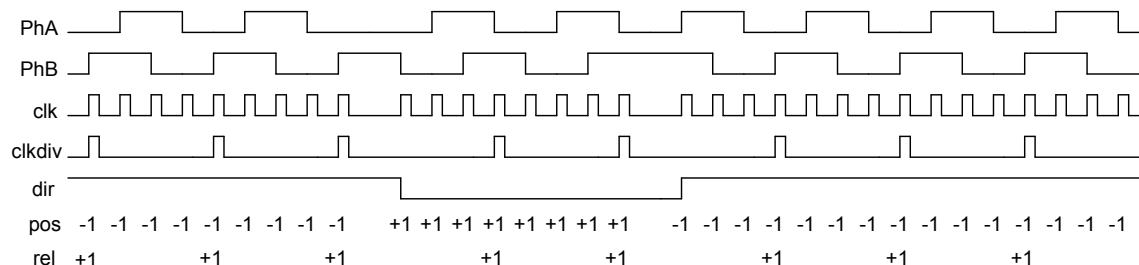 PhA
PhB
clk
clkdiv
dir
pos -1 -1 -1 -1 -1 -1 -1 -1 -1 +1 +1 +1 +1 +1 +1 +1 +1 -1 -1 -1 -1 -1 -1 -1 -1 -1 -1 -1 -1 -1 -1 -1
rel +1 +1 +1 +1 +1 +1 +1 +1